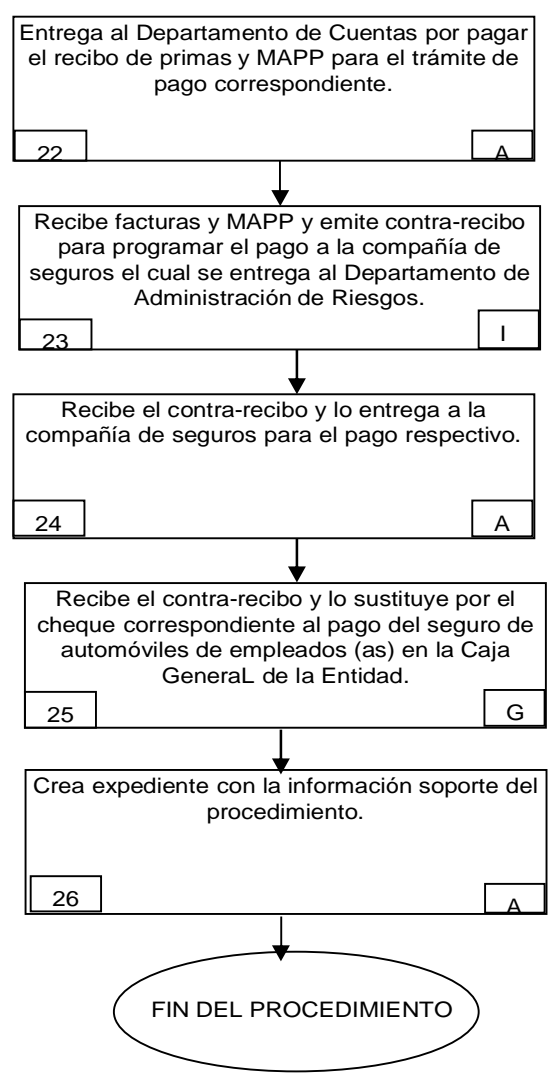 Entrega al Departamento de Cuentas por pagar
el recibo de primas y MAPP para el trámite de
pago correspondiente.
22
A
Recibe facturas y MAPP y emite contra-recibo
para programar el pago a la compañía de
seguros el cual se entrega al Departamento de
Administración de Riesgos.
23
I
Recibe el contra-recibo y lo entrega a la
compañía de seguros para el pago respectivo.
24
A
Recibe el contra-recibo y lo sustituye por el
cheque correspondiente al pago del seguro de
automóviles de empleados (as) en la Caja
GeneraL de la Entidad.
25
G
Crea expediente con la información soporte del
procedimiento.
26
A
FIN DEL PROCEDIMIENTO